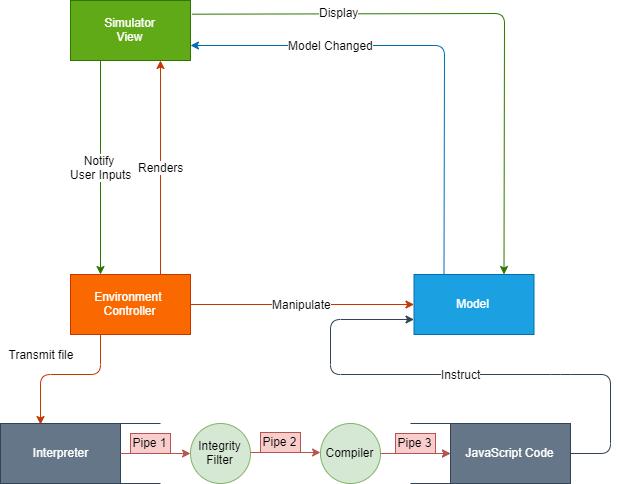 Display
Simulator
View
Model Changed
Notify
User Inputs
Renders
Environment
Controller
Manipulate
Model
Transmit file
Instruct
Interpreter
Pipe 1
Integrity
Filter
Pipe 2
Compiler
Pipe 3
JavaScript Code